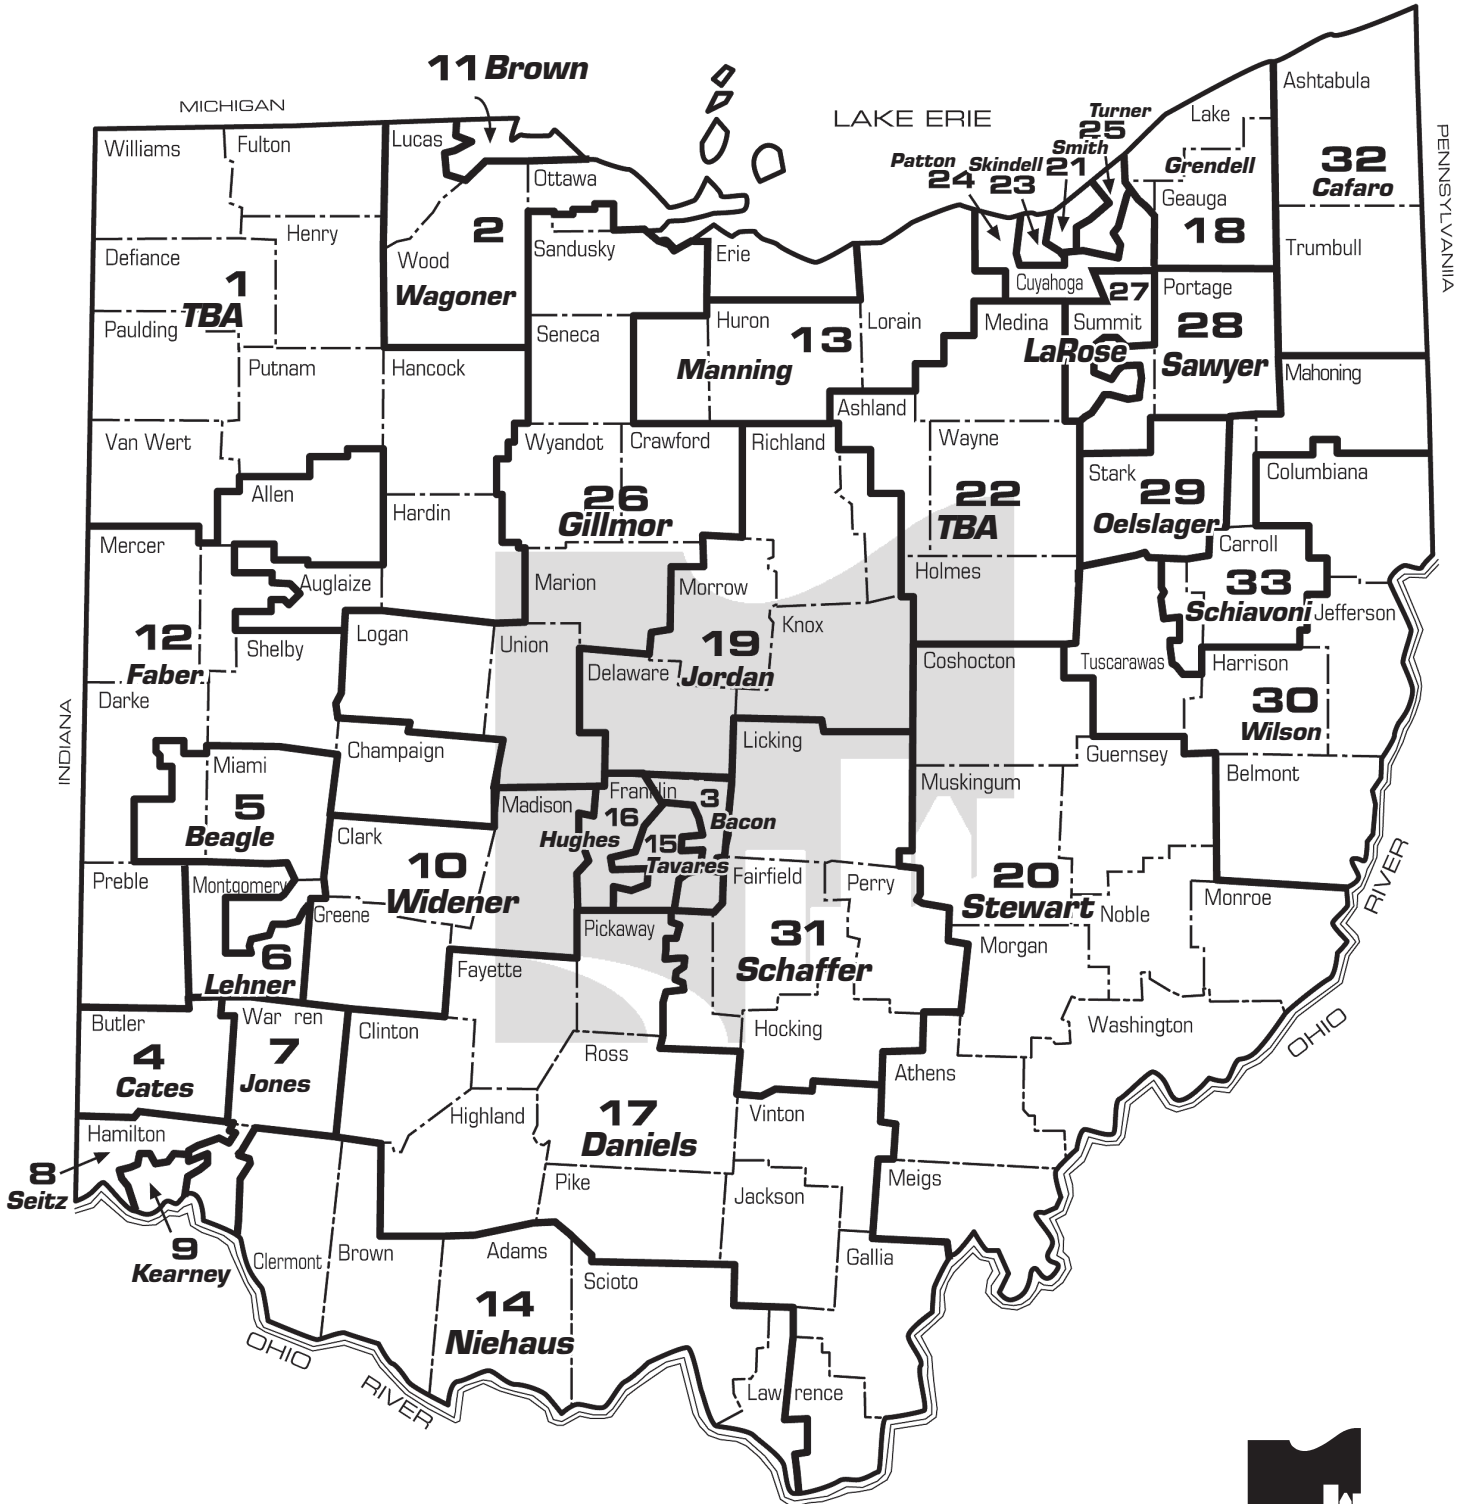 11 Brown
MICHIGAN
LAKE ERIE
PENNSYLVANIIA
INDIANA
OHIO
RIVER
OHIO
RIVER
Williams
Fulton
Lucas
Ottawa
Henry
Defiance
Wood
2
Wagoner
Sandusky
Erie
1
TBA
Paulding
Putnam
Hancock
Seneca
Huron
13
Manning
Lorain
Turner
25
Smith
21
Patton
24
Skindell
23
Lake
Grendell
Geauga
18
Ashtabula
32
Cafaro
Trumbull
Cuyahoga
27
Portage
28
Sawyer
Medina
Summit
LaRose
Mahoning
Ashland
Van Wert
Allen
Hardin
Wyandot
Crawford
Richland
26
Gillmor
Wayne
22
TBA
Stark
29
Oelslager
Columbiana
Carroll
33
Schiavoni
Jefferson
Mercer
Auglaize
12
Faber
Shelby
Logan
Union
Marion
Morrow
19
Jordan
Knox
Delaware
Holmes
Coshocton
Tuscarawas
Harrison
30
Wilson
Darke
Miami
Champaign
5
Beagle
Clark
Madison
Franklin
16
Hughes
3
Bacon
15
Tavares
Licking
Muskingum
Guernsey
Belmont
Preble
Montgomery
Greene
10
Widener
6
Lehner
Pickaway
Fairfield
Perry
31
Schaffer
20
Stewart
Noble
Monroe
Morgan
Fayette
Hocking
Washington
Butler
4
Cates
War ren
7
Jones
Clinton
Ross
Athens
Hamilton
8
Seitz
9
Kearney
Highland
17
Daniels
Vinton
Pike
Jackson
Meigs
Clermont
Brown
Adams
14
Niehaus
Scioto
Gallia
Law rence